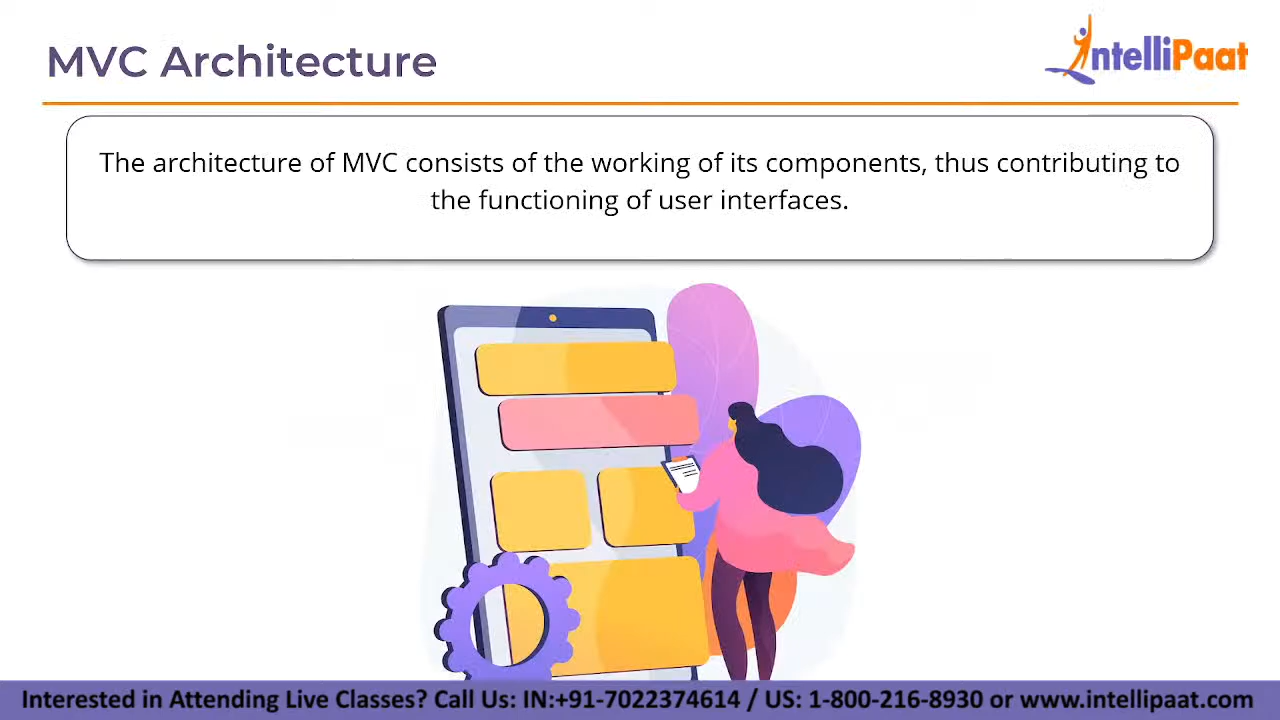 MVC Architecture
IntelliPaat
The architecture of MVC consists of the working of its components, thus contributing to
the functioning of user interfaces.
Interested in Attending Live Classes? Call Us: IN:+91-7022374614 / US: 1-800-216-8930 or www.intellipaat.com